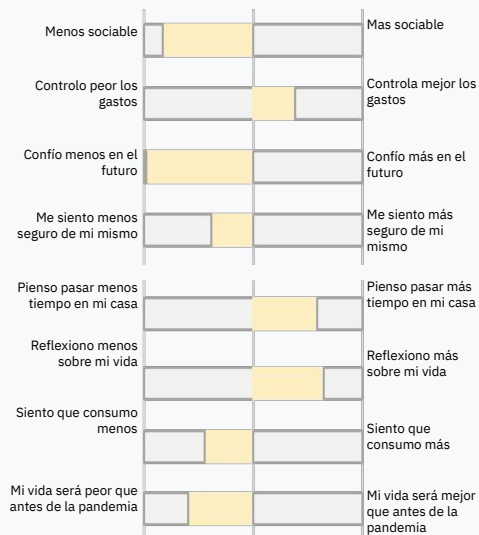 Menos sociable
Mas sociable
Controlo peor los
gastos
Controla mejor los
gastos
Confío menos en el
futuro
Confío más en el
futuro
Me siento menos
seguro de mi mismo
Me siento más
seguro de mi
mismo
Pienso pasar menos
tiempo en mi casa
Pienso pasar más
tiempo en mi casa
Reflexiono menos
sobre mi vida
Reflexiono más
sobre mi vida
Siento que consumo
menos
Siento que
consumo más
Mi vida será peor que
antes de la pandemia
Mi vida será mejor
que antes de la
pandemia